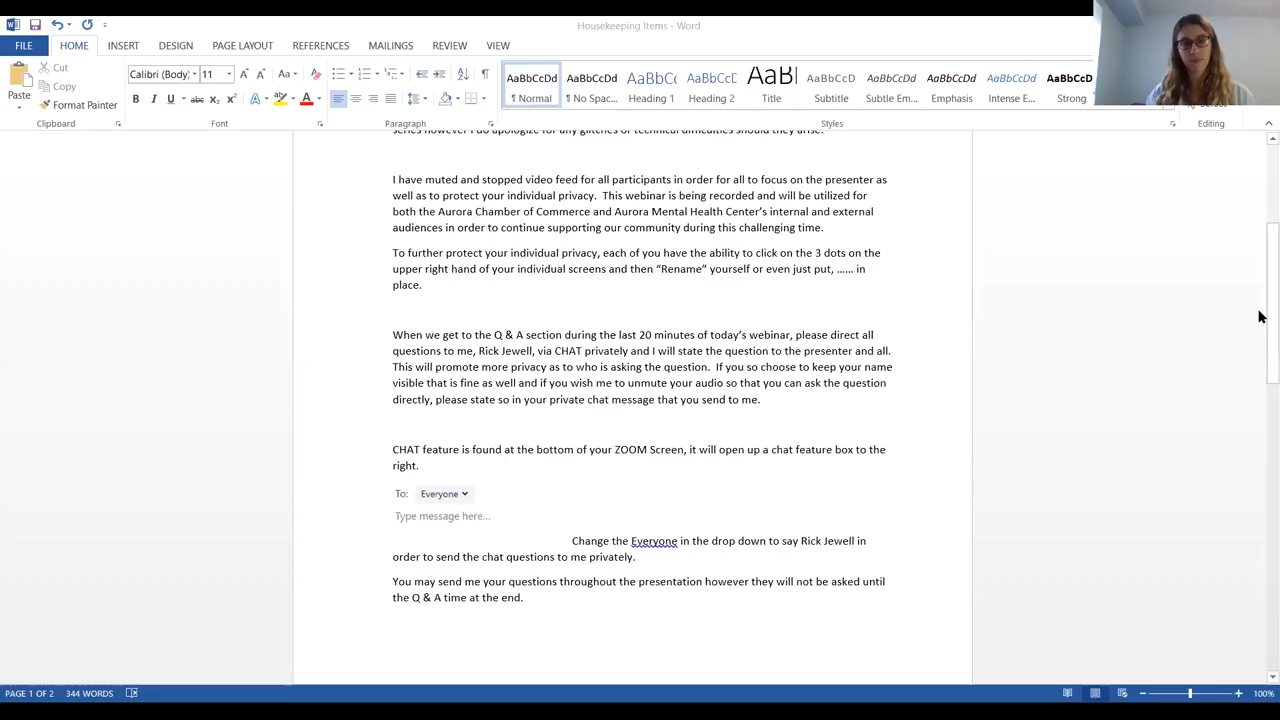 Housekeeping Items - Word
FILE HOME INSERT DESIGN PAGE LAYOUT REFERENCES MAILINGS REVIEW VIEW
Paste
Cut
Copy
Format Painter
Calibri (Body) 11
AaBbCcDd AaBbCcDd AaBbCc AaBbCcD AaBl AaBbCcD AaBbCcDd AaBbCcDd AaBbCcDd AaBbCc
¶ Normal ¶ No Spac... Heading 1 Heading 2 Title Subtitle Subtle Em... Emphasis Intense E... Strong
Clipboard Font Paragraph Styles Editing
series however I do apologize for any glitches or technical difficulties should they arise.
I have muted and stopped video feed for all participants in order for all to focus on the presenter as
well as to protect your individual privacy. This webinar is being recorded and will be utilized for
both the Aurora Chamber of Commerce and Aurora Mental Health Center’s internal and external
audiences in order to continue supporting our community during this challenging time.
To further protect your individual privacy, each of you have the ability to click on the 3 dots on the
upper right hand of your individual screens and then “Rename” yourself or even just put, …… in
place.
When we get to the Q & A section during the last 20 minutes of today’s webinar, please direct all
questions to me, Rick Jewell, via CHAT privately and I will state the question to the presenter and all.
This will promote more privacy as to who is asking the question. If you so choose to keep your name
visible that is fine as well and if you wish me to unmute your audio so that you can ask the question
directly, please state so in your private chat message that you send to me.
CHAT feature is found at the bottom of your ZOOM Screen, it will open up a chat feature box to the
right.
To: Everyone
Type message here...
Change the Everyone in the drop down to say Rick Jewell in
order to send the chat questions to me privately.
You may send me your questions throughout the presentation however they will not be asked until
the Q & A time at the end.
PAGE 1 OF 2 344 WORDS 100%